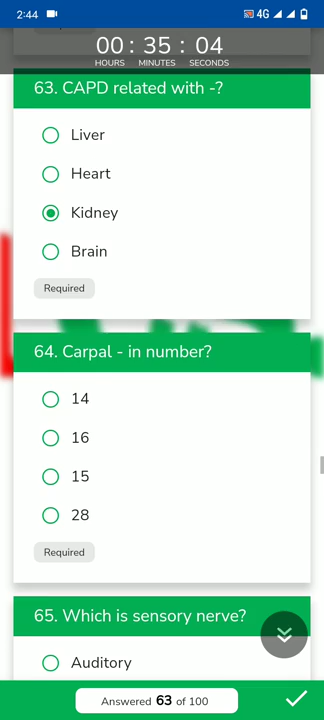 2:44
4G
00 : 35 : 04
HOURS MINUTES SECONDS
63. CAPD related with -?
Liver
Heart
Kidney
Brain
Required
64. Carpal - in number?
14
16
15
28
Required
65. Which is sensory nerve?
Auditory
Answered 63 of 100